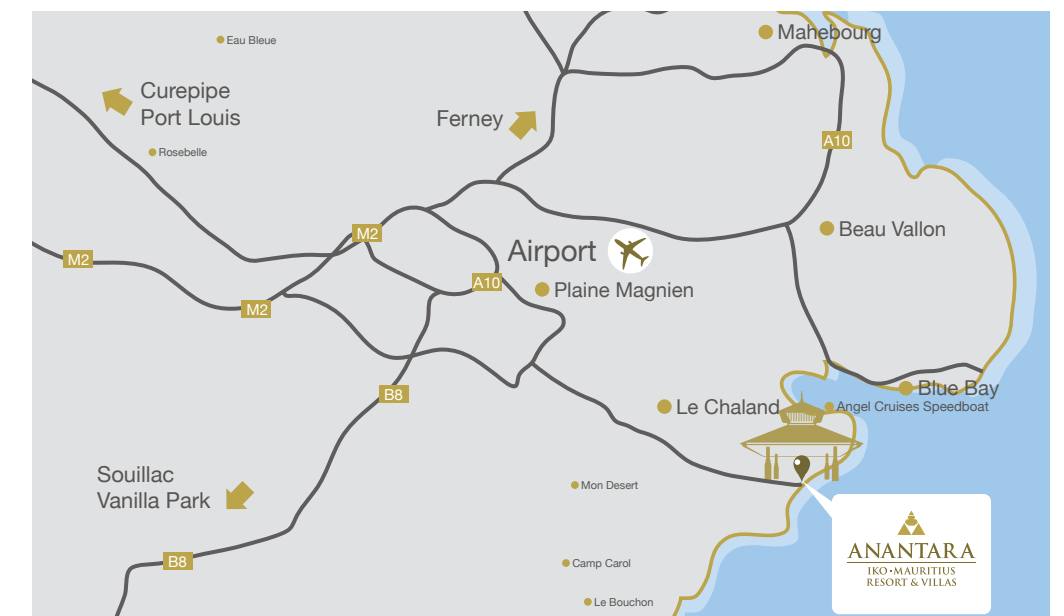 Mahebourg
Eau Bleue
Curepipe
Port Louis
Ferney
A10
Rosebelle
M2
Beau Vallon
Airport
M2
A10
Plaine Magnien
M2
B8
Blue Bay
Le Chaland
Angel Cruises Speedboat
Souillac
Vanilla Park
Mon Desert
ANANTARA
IKO•MAURITIUS
RESORT & VILLAS
B8
Camp Carol
Le Bouchon